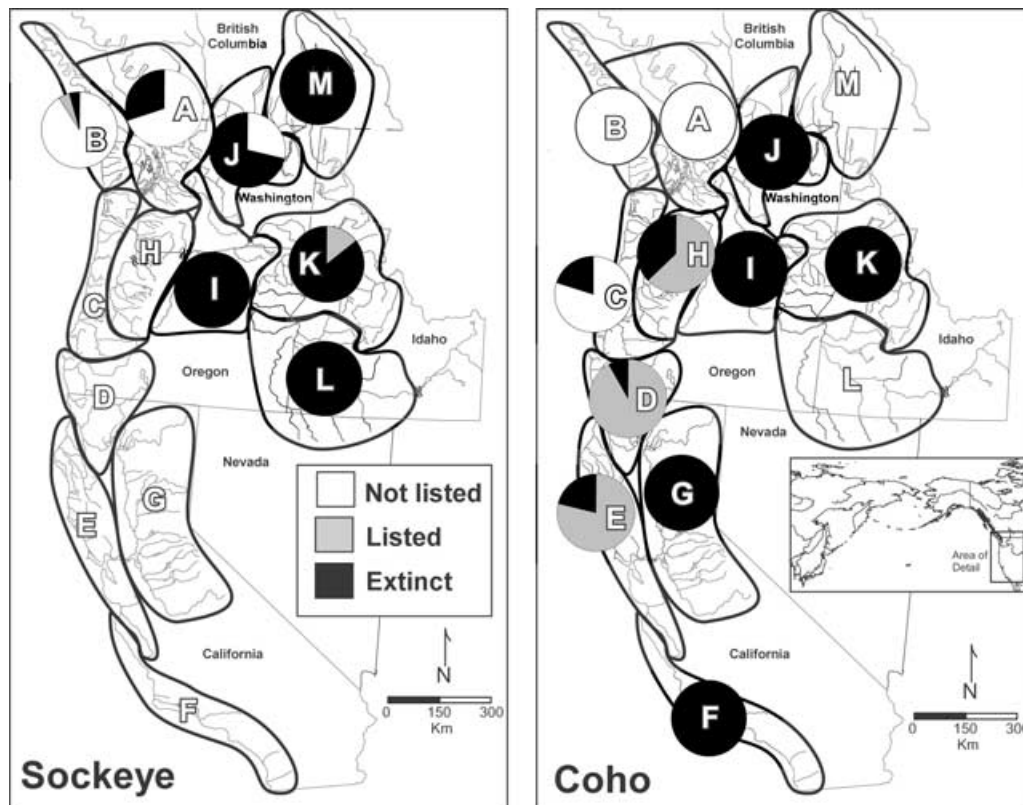 British
Columbia
M
A
B
J
Washington
H
K
I
C
Idaho
Oregon
L
D
Nevada
G
E
Not listed
Listed
Extinct
California
N
F
0 150 300
Km
Sockeye
British
Columbia
M
B
A
J
Washington
H
I
K
C
Idaho
Oregon
L
D
Nevada
G
E
Area of
Detail
California
N
F
0 150 300
Km
Coho